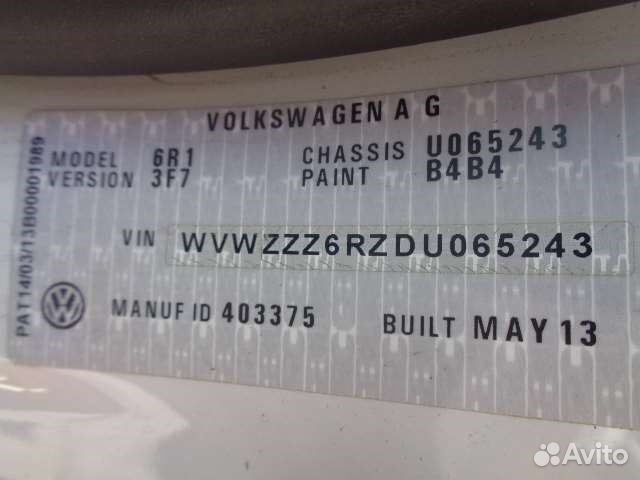 VOLKSWAGEN A G
MODEL 6R1 CHASSIS U065243
VERSION 3F7 PAINT B4B4
VIN WVWZZZ6RZDU065243
MANUF ID 403375 BUILT MAY 13
PAT14/03/13B00001989
Avito